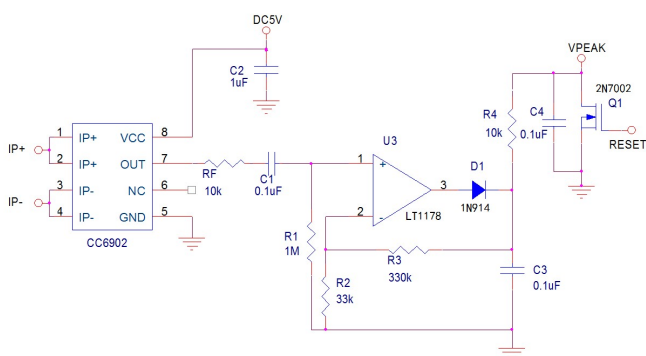 DC5V
VPEAK
C2
1uF
2N7002
Q1
C4
0.1uF
R4
10k
RESET
U3
IP+
IP-
1 IP+ VCC 8
2 IP+ OUT 7
3 IP- NC 6
4 IP- GND 5
CC6902
RF
10k
C1
0.1uF
1
+
2
-
3
LT1178
D1
1N914
R1
1M
R2
33k
R3
330k
C3
0.1uF